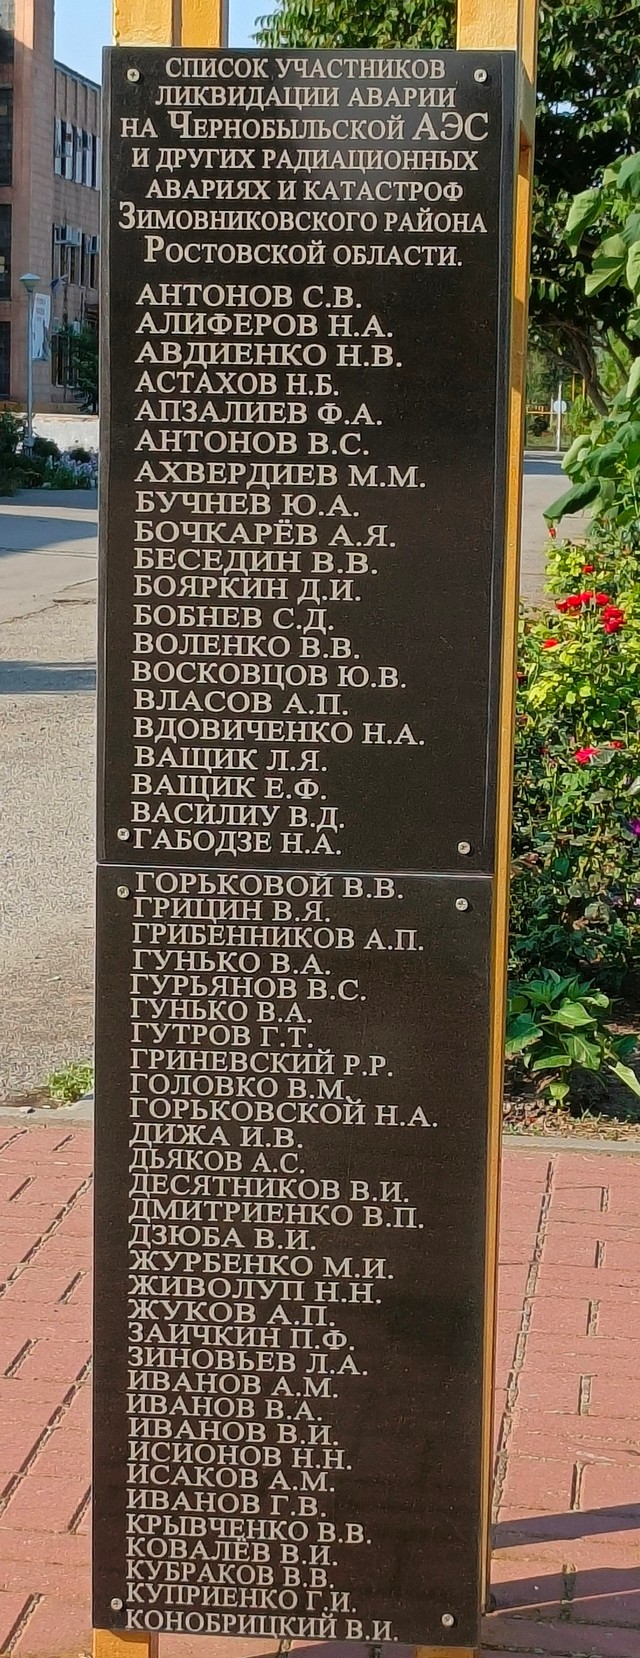 СПИСОК УЧАСТНИКОВ
ЛИКВИДАЦИИ АВАРИИ
НА ЧЕРНОБЫЛЬСКОЙ АЭС
И ДРУГИХ РАДИАЦИОННЫХ
АВАРИЯХ И КАТАСТРОФ
ЗИМОВНИКОВСКОГО РАЙОНА
РОСТОВСКОЙ ОБЛАСТИ.
АНТОНОВ С.В.
АЛИФЕРОВ Н.А.
АВДИЕНКО Н.В.
АСТАХОВ Н.Б.
АПЗАЛИЕВ Ф.А.
АНТОНОВ В.С.
АХВЕРДИЕВ М.М.
БУЧНЕВ Ю.А.
БОЧКАРЁВ А.Я.
БЕСЕДИН В.В.
БОЯРКИН Д.И.
БОБНЕВ С.Д.
ВОЛЕНКО В.В.
ВОСКОВЦОВ Ю.В.
ВЛАСОВ А.П.
ВДОВИЧЕНКО Н.А.
ВАЩИК Л.Я.
ВАЩИК Е.Ф.
ВАСИЛИУ В.Д.
ГАБОДЗЕ Н.А.
ГОРЬКОВОЙ В.В.
ГРИЦИН В.Я.
ГРИБЕННИКОВ А.П.
ГУНЬКО В.А.
ГУРЬЯНОВ В.С.
ГУНЬКО В.А.
ГУТРОВ Г.Т.
ГРИНЕВСКИЙ Р.Р.
ГОЛОВКО В.М.
ГОРЬКОВСКОЙ Н.А.
ДИЖА И.В.
ДЬЯКОВ А.С.
ДЕСЯТНИКОВ В.И.
ДМИТРИЕНКО В.П.
ДЗЮБА В.И.
ЖУРБЕНКО М.И.
ЖИВОЛУП Н.Н.
ЖУКОВ А.П.
ЗАИЧКИН П.Ф.
ЗИНОВЬЕВ Л.А.
ИВАНОВ А.М.
ИВАНОВ В.А.
ИВАНОВ В.И.
ИСИОНОВ Н.Н.
ИСАКОВ А.М.
ИВАНОВ Г.В.
КРЫВЧЕНКО В.В.
КОВАЛЁВ В.И.
КУБРАКОВ В.В.
КУПРИЕНКО Г.И.
КОНОБРИЦКИЙ В.И.